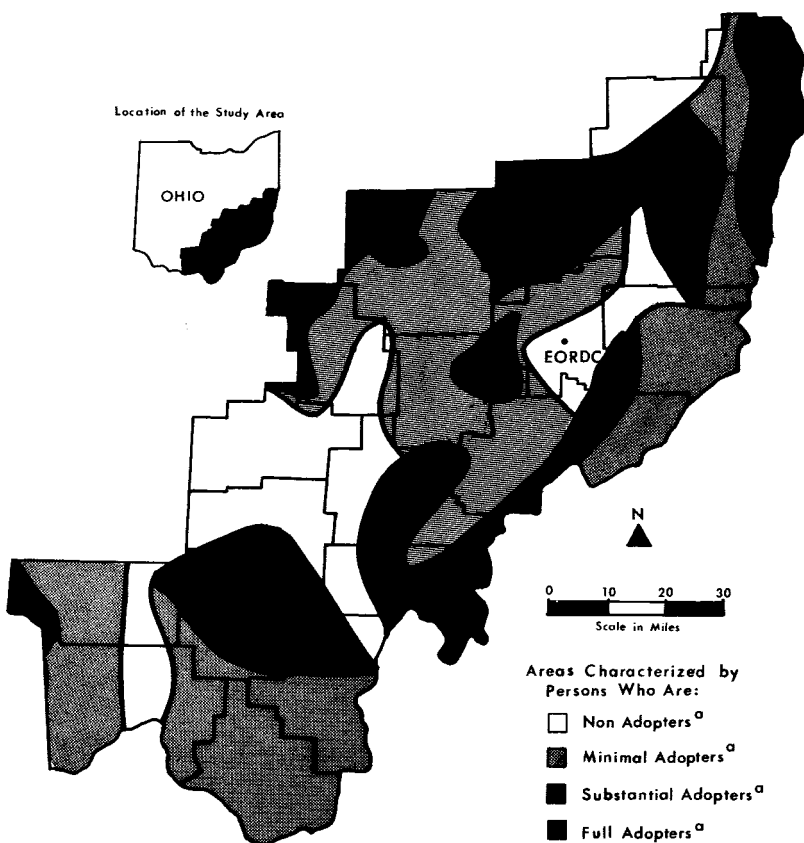 Location of the Study Area
OHIO
EORDC
N
0 10 20 30
Scale in Miles
Areas Characterized by
Persons Who Are:
Non Adopters a
Minimal Adopters a
Substantial Adopters a
Full Adopters a